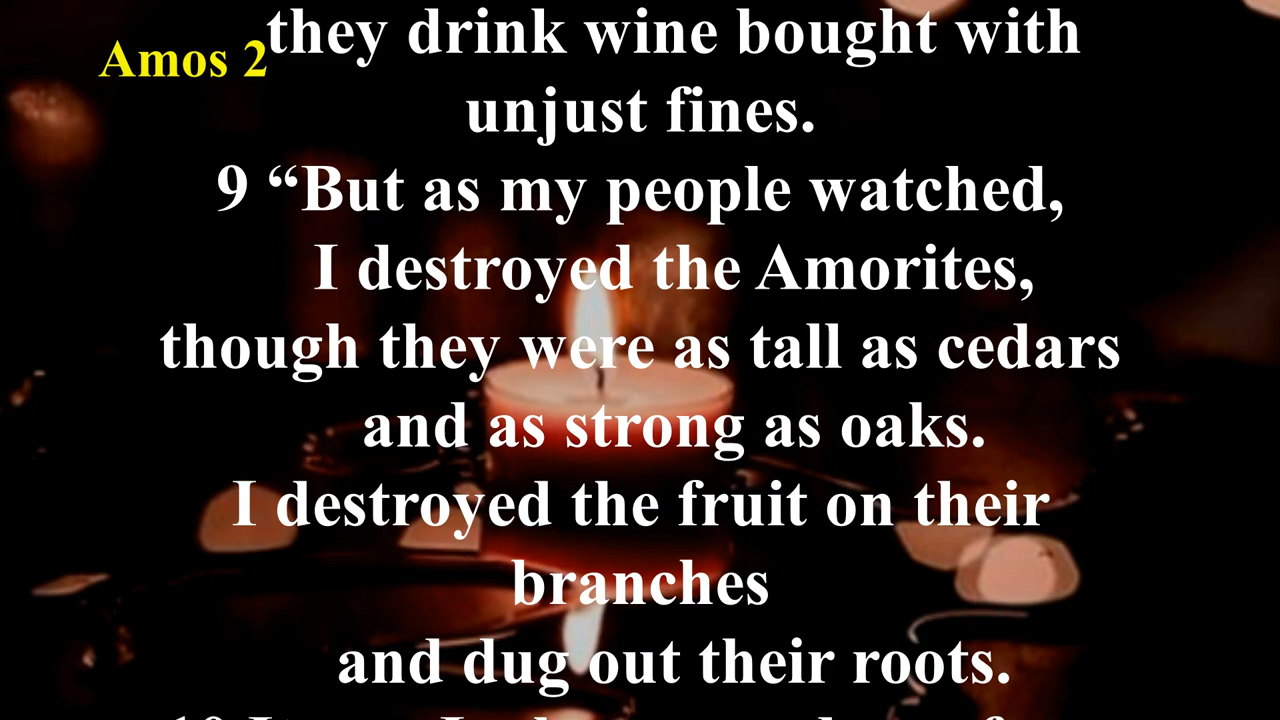 Amos 2
they drink wine bought with
unjust fines.
9 “But as my people watched,
I destroyed the Amorites,
though they were as tall as cedars
and as strong as oaks.
I destroyed the fruit on their
branches
and dug out their roots.